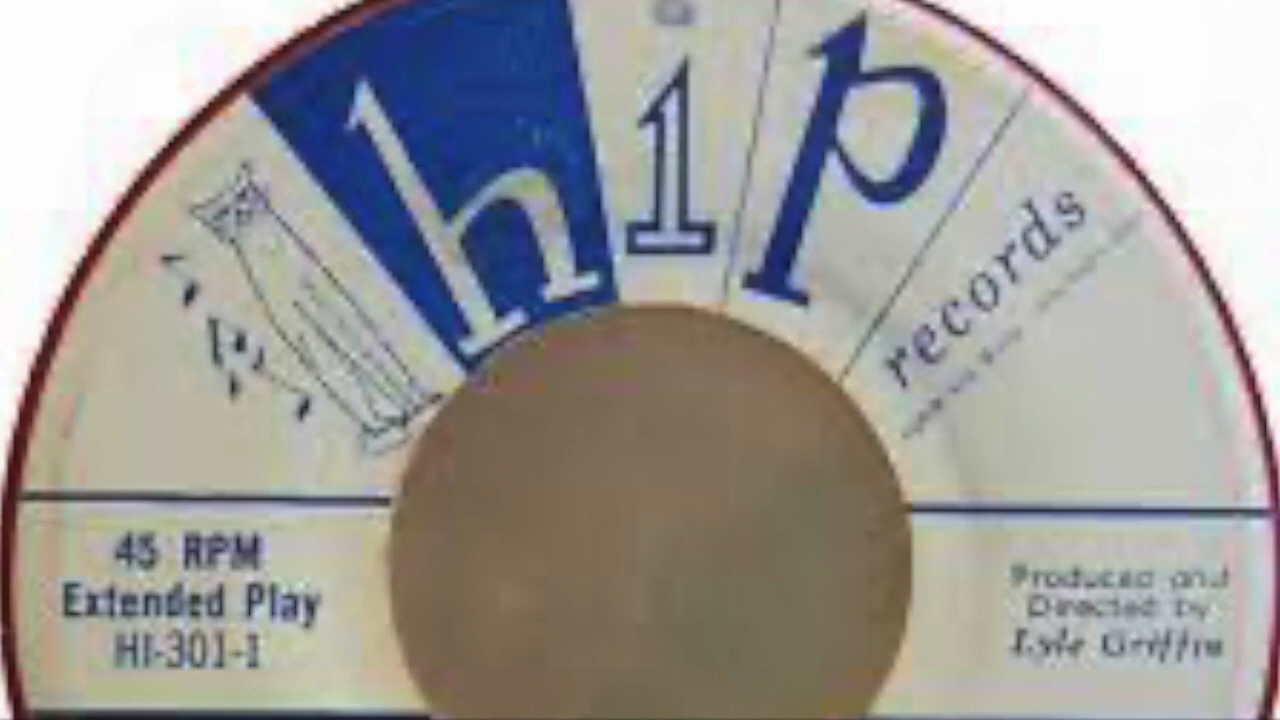 hip
records
45 RPM
Extended Play
HI-301-1
Produced and
Directed by
Lyle Griffin